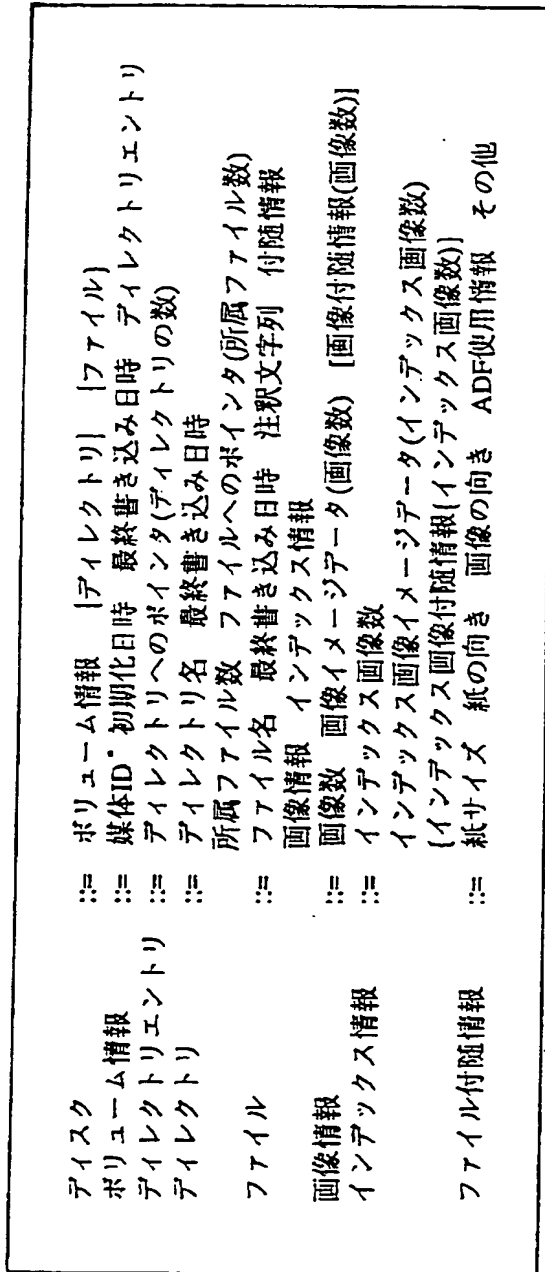 ディスク ::= ボリューム情報 [ディレクトリ] [ファイル]
ボリューム情報 ::= 媒体ID 初期化日時 最終書き込み日時 ディレクトリエントリ
ディレクトリエントリ ::= ディレクトリへのポインタ(ディレクトリの数)
ディレクトリ ::= ディレクトリ名 最終書き込み日時
所属ファイル数 ファイルへのポインタ(所属ファイル数)
ファイル ::= ファイル名 最終書き込み日時 注釈文字列 付随情報
画像情報 インデックス情報
画像情報 ::= 画像数 画像イメージデータ(画像数) [画像付随情報(画像数)]
インデックス情報 ::= インデックス画像数
インデックス画像イメージデータ(インデックス画像数)
[インデックス画像付随情報(インデックス画像数)]
ファイル付随情報 ::= 紙サイズ 紙の向き 画像の向き ADF使用情報 その他